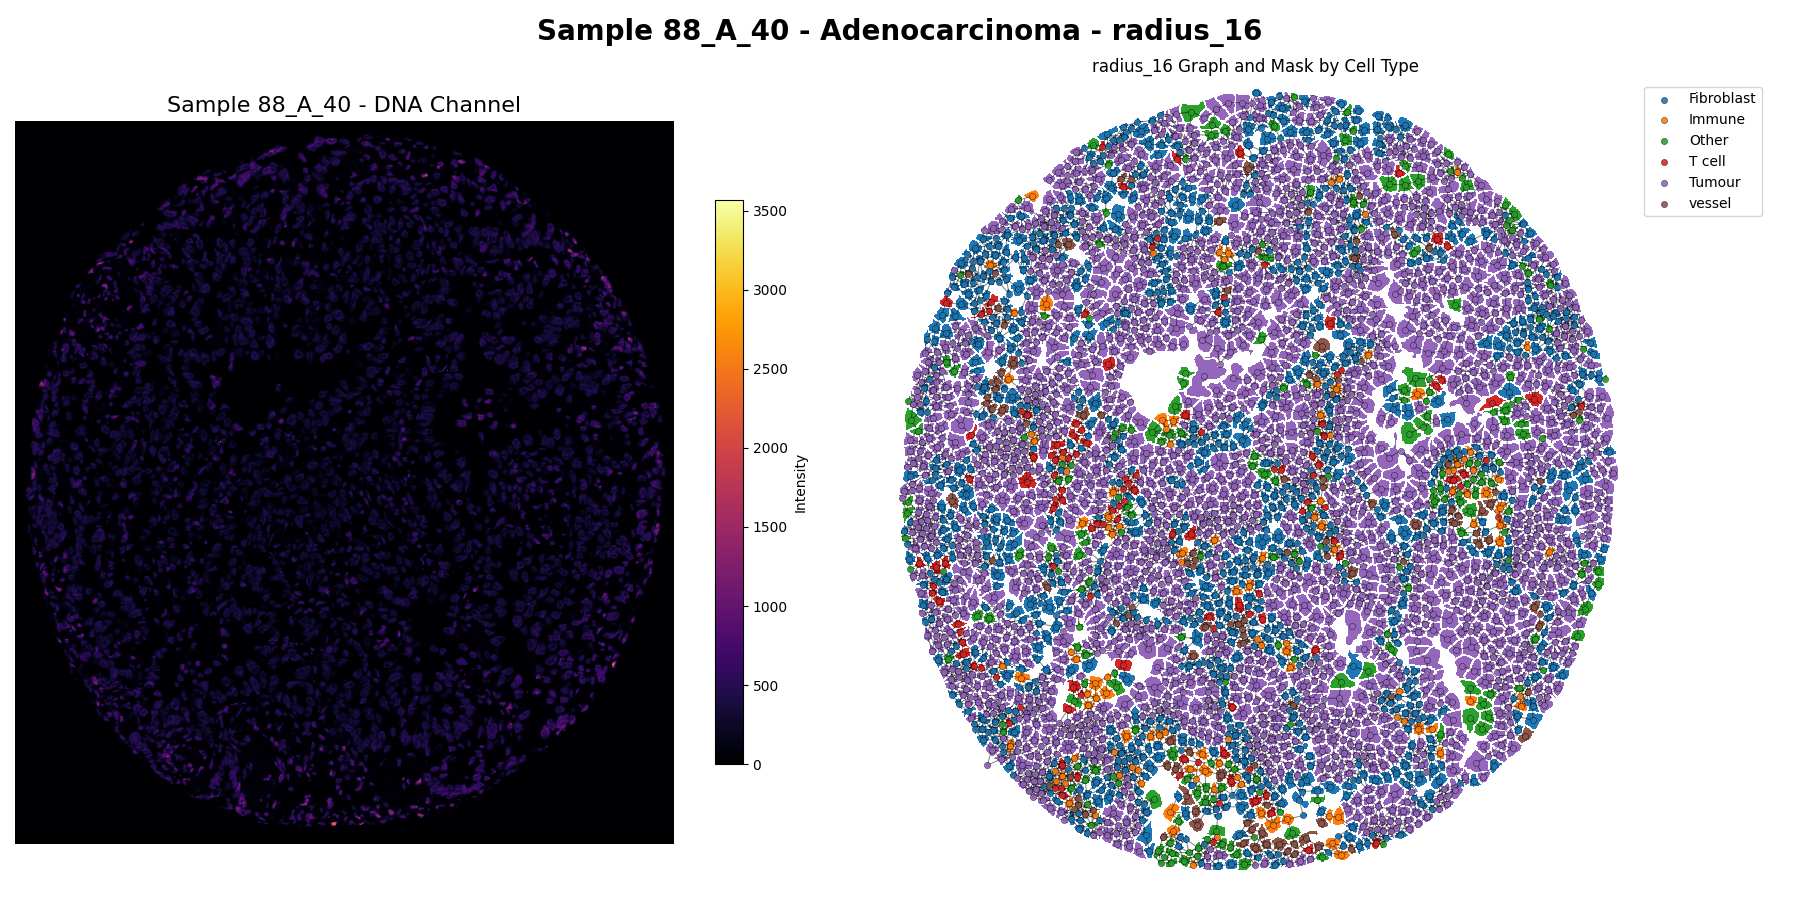 Sample 88_A_40 - Adenocarcinoma - radius_16
Sample 88_A_40 - DNA Channel
3500
3000
2500
2000
1500
1000
500
0
Intensity
radius_16 Graph and Mask by Cell Type
Fibroblast
Immune
Other
T cell
Tumour
vessel